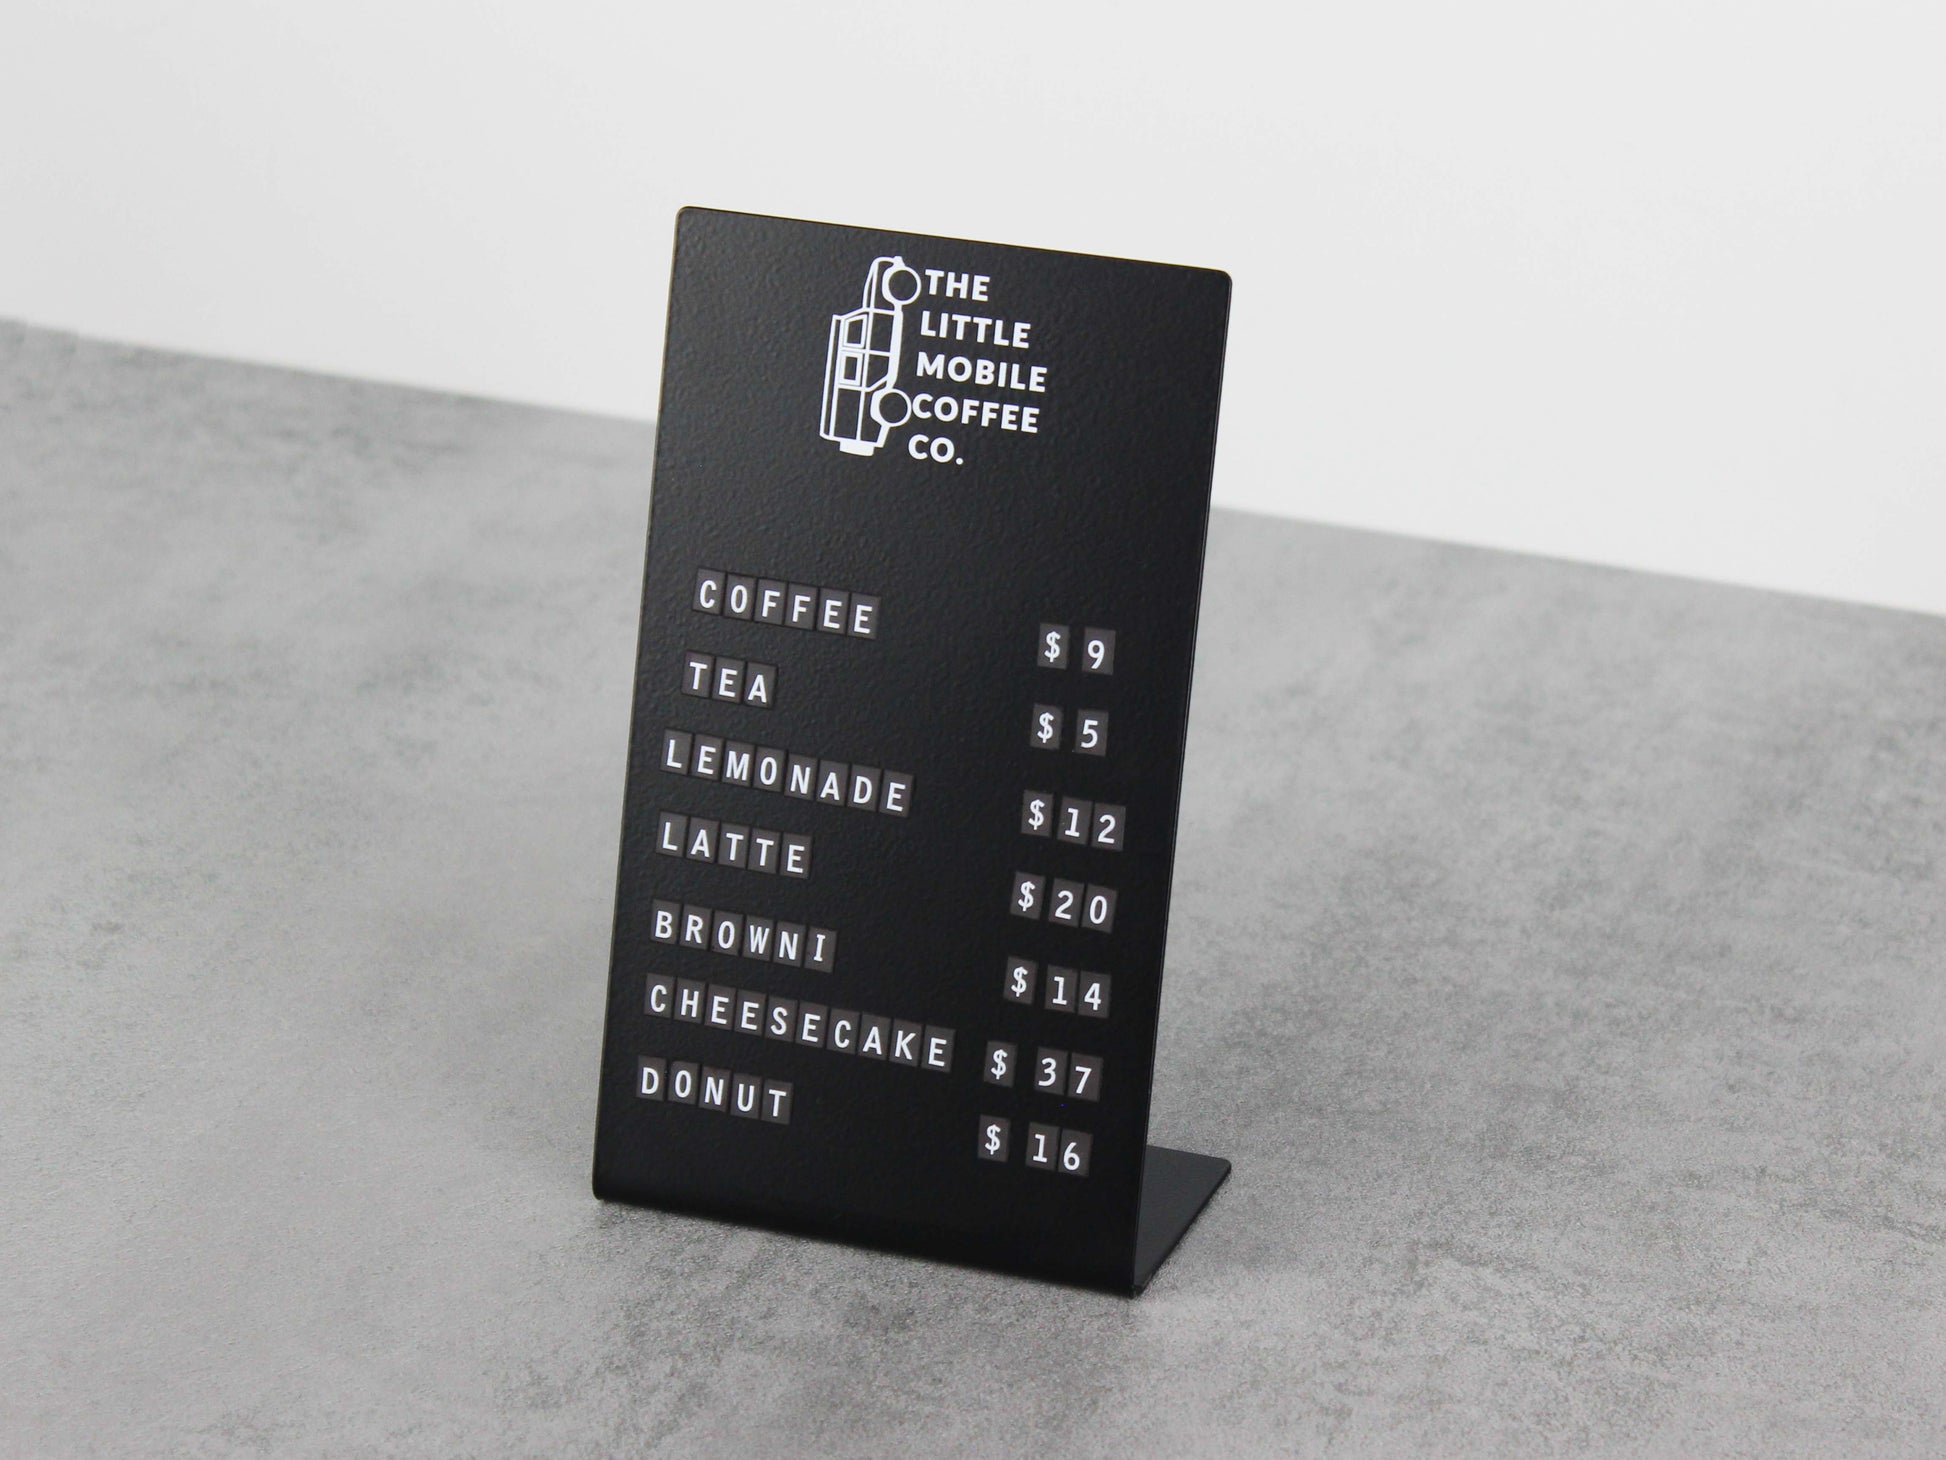 THE
LITTLE
MOBILE
COFFEE
CO.
COFFEE $ 9
TEA $ 5
LEMONADE $12
LATTE $20
BROWNI $14
CHEESECAKE $ 37
DONUT $ 16